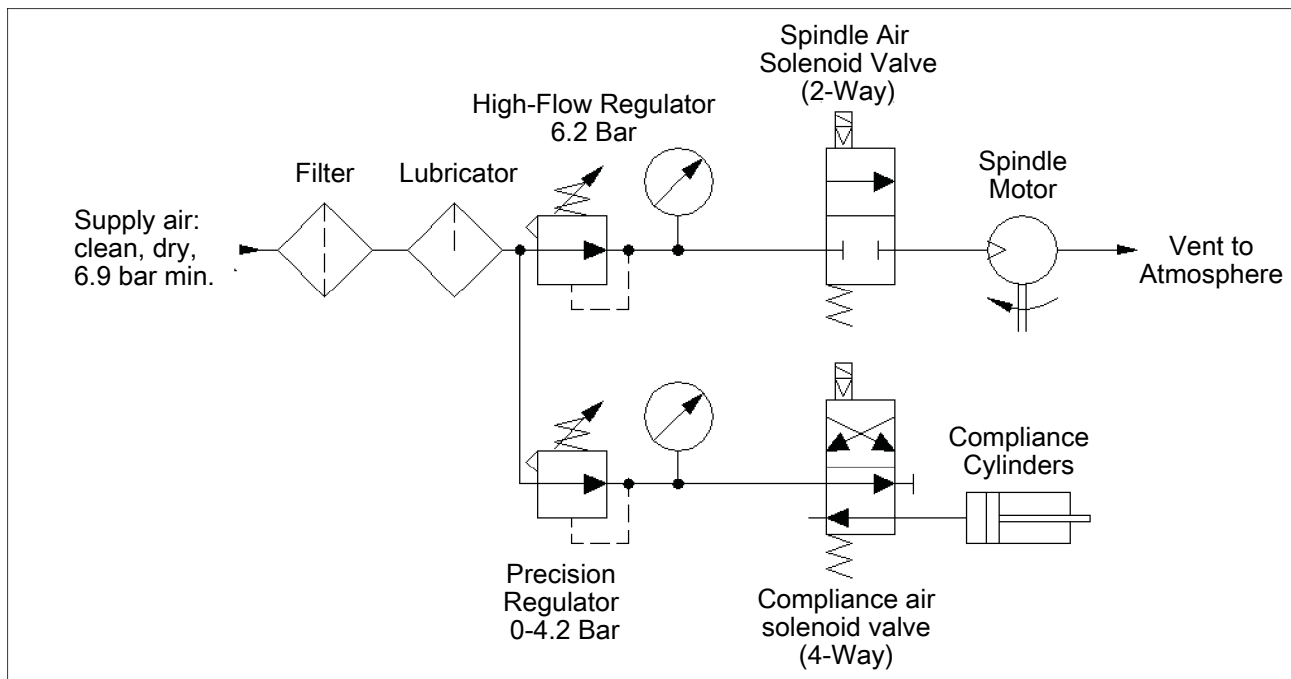 Spindle Air
Solenoid Valve
(2-Way)
High-Flow Regulator
6.2 Bar
Filter
Lubricator
Spindle
Motor
Supply air:
clean, dry,
6.9 bar min.
Vent to
Atmosphere
Compliance
Cylinders
Precision
Regulator
0-4.2 Bar
Compliance air
solenoid valve
(4-Way)